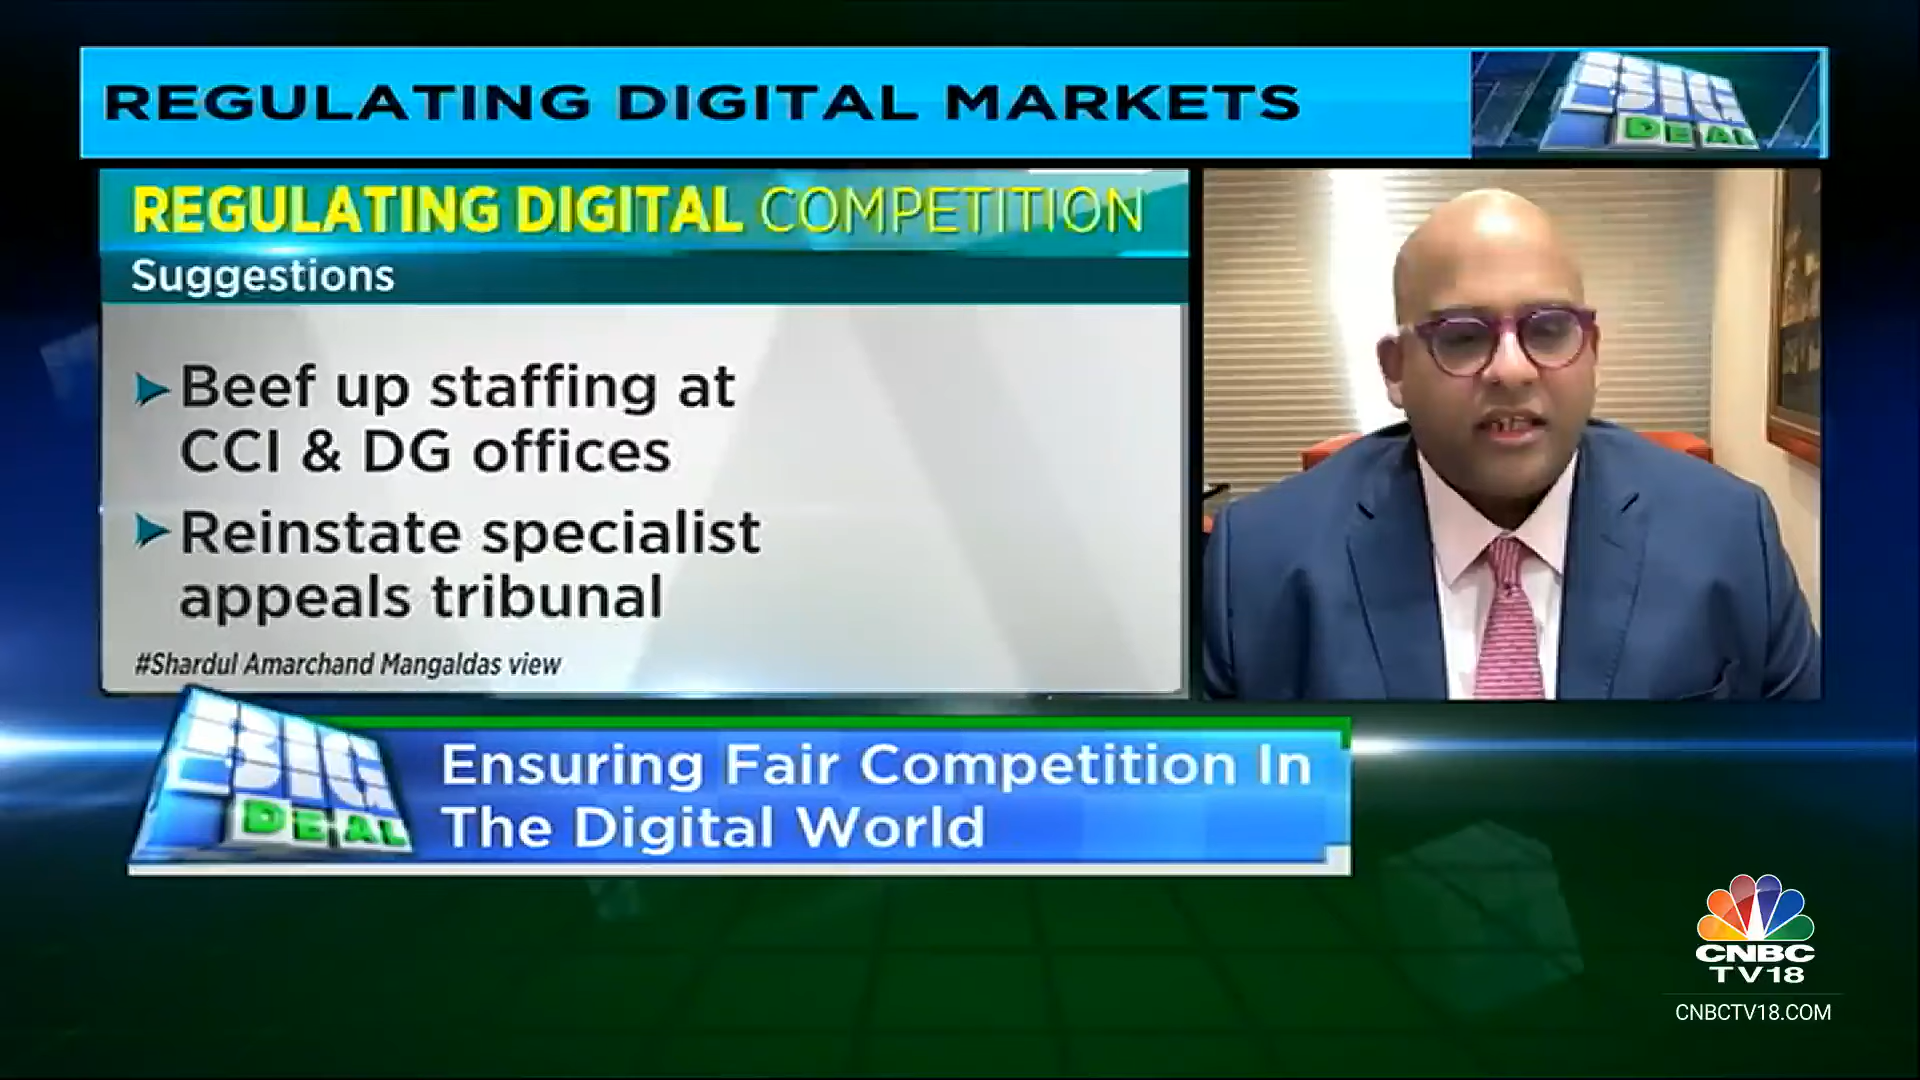 REGULATING DIGITAL MARKETS
BIG
DEAL
REGULATING DIGITAL COMPETITION
Suggestions
Beef up staffing at
CCI & DG offices
Reinstate specialist
appeals tribunal
#Shardul Amarchand Mangaldas view
BIG
DEAL
Ensuring Fair Competition In
The Digital World
CNBC
TV18
CNBCTV18.COM